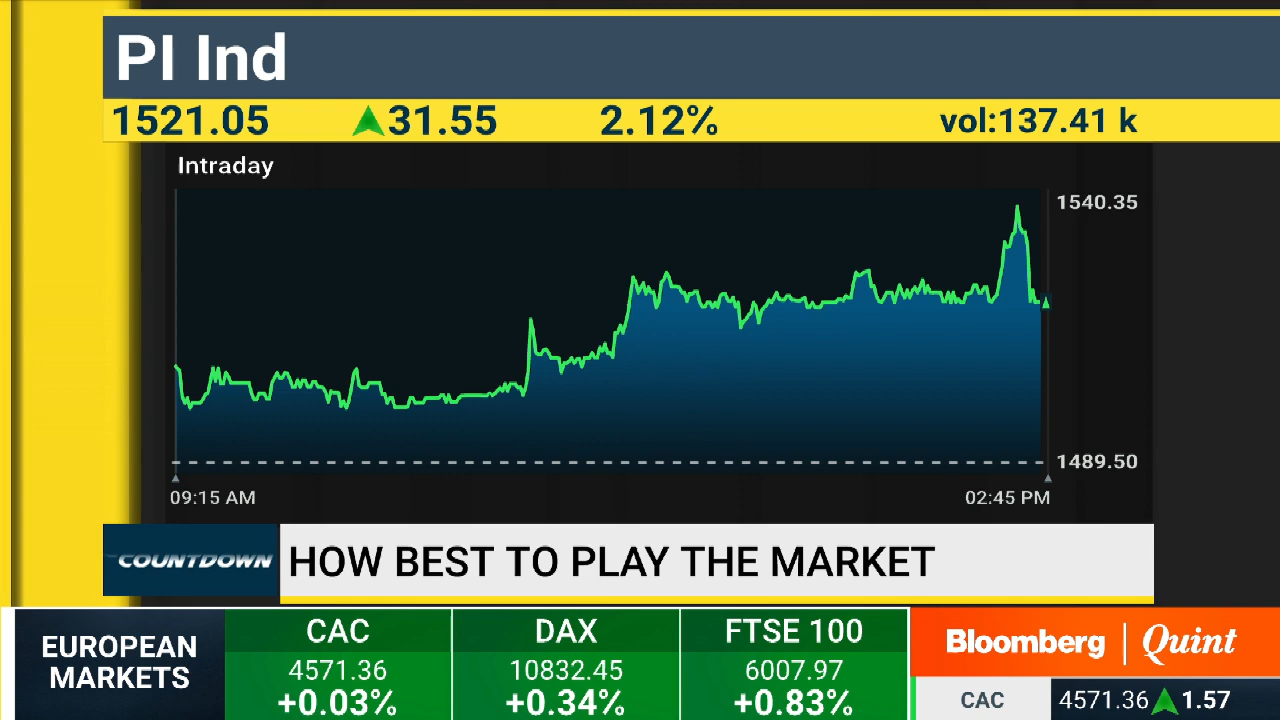 PI Ind
1521.05 31.55 2.12% vol:137.41 k
Intraday
1540.35
1489.50
09:15 AM 02:45 PM
COUNTDOWN HOW BEST TO PLAY THE MARKET
EUROPEAN
MARKETS
CAC
4571.36
+0.03%
DAX
10832.45
+0.34%
FTSE 100
6007.97
+0.83%
Bloomberg | Quint
CAC 4571.36 1.57